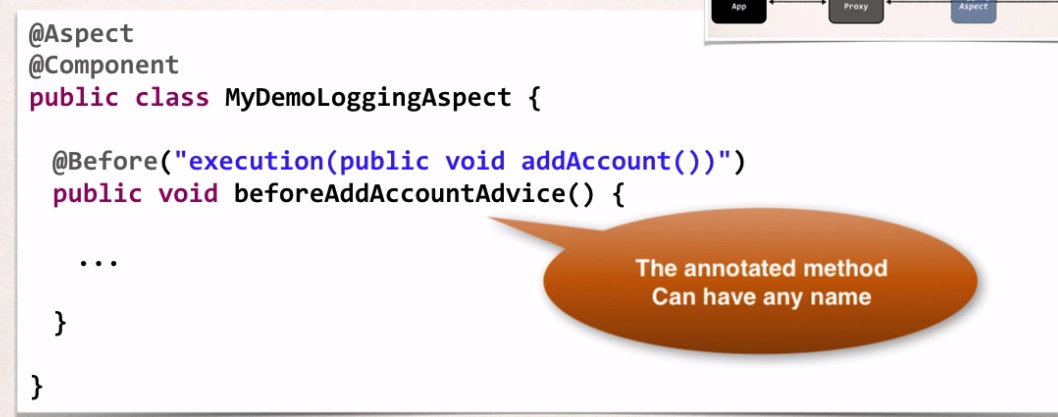 App
Proxy
Aspect
@Aspect
@Component
public class MyDemoLoggingAspect {
@Before("execution(public void addAccount())")
public void beforeAddAccountAdvice() {
...
}
}
The annotated method
Can have any name